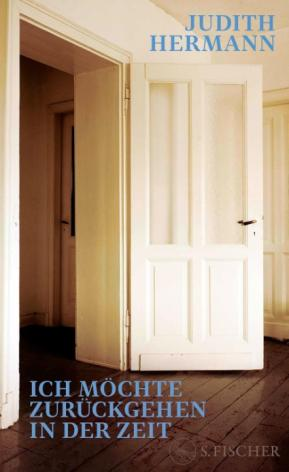 JUDITH
HERMANN
ICH MÖCHTE
ZURÜCKGEHEN
IN DER ZEIT
S. FISCHER